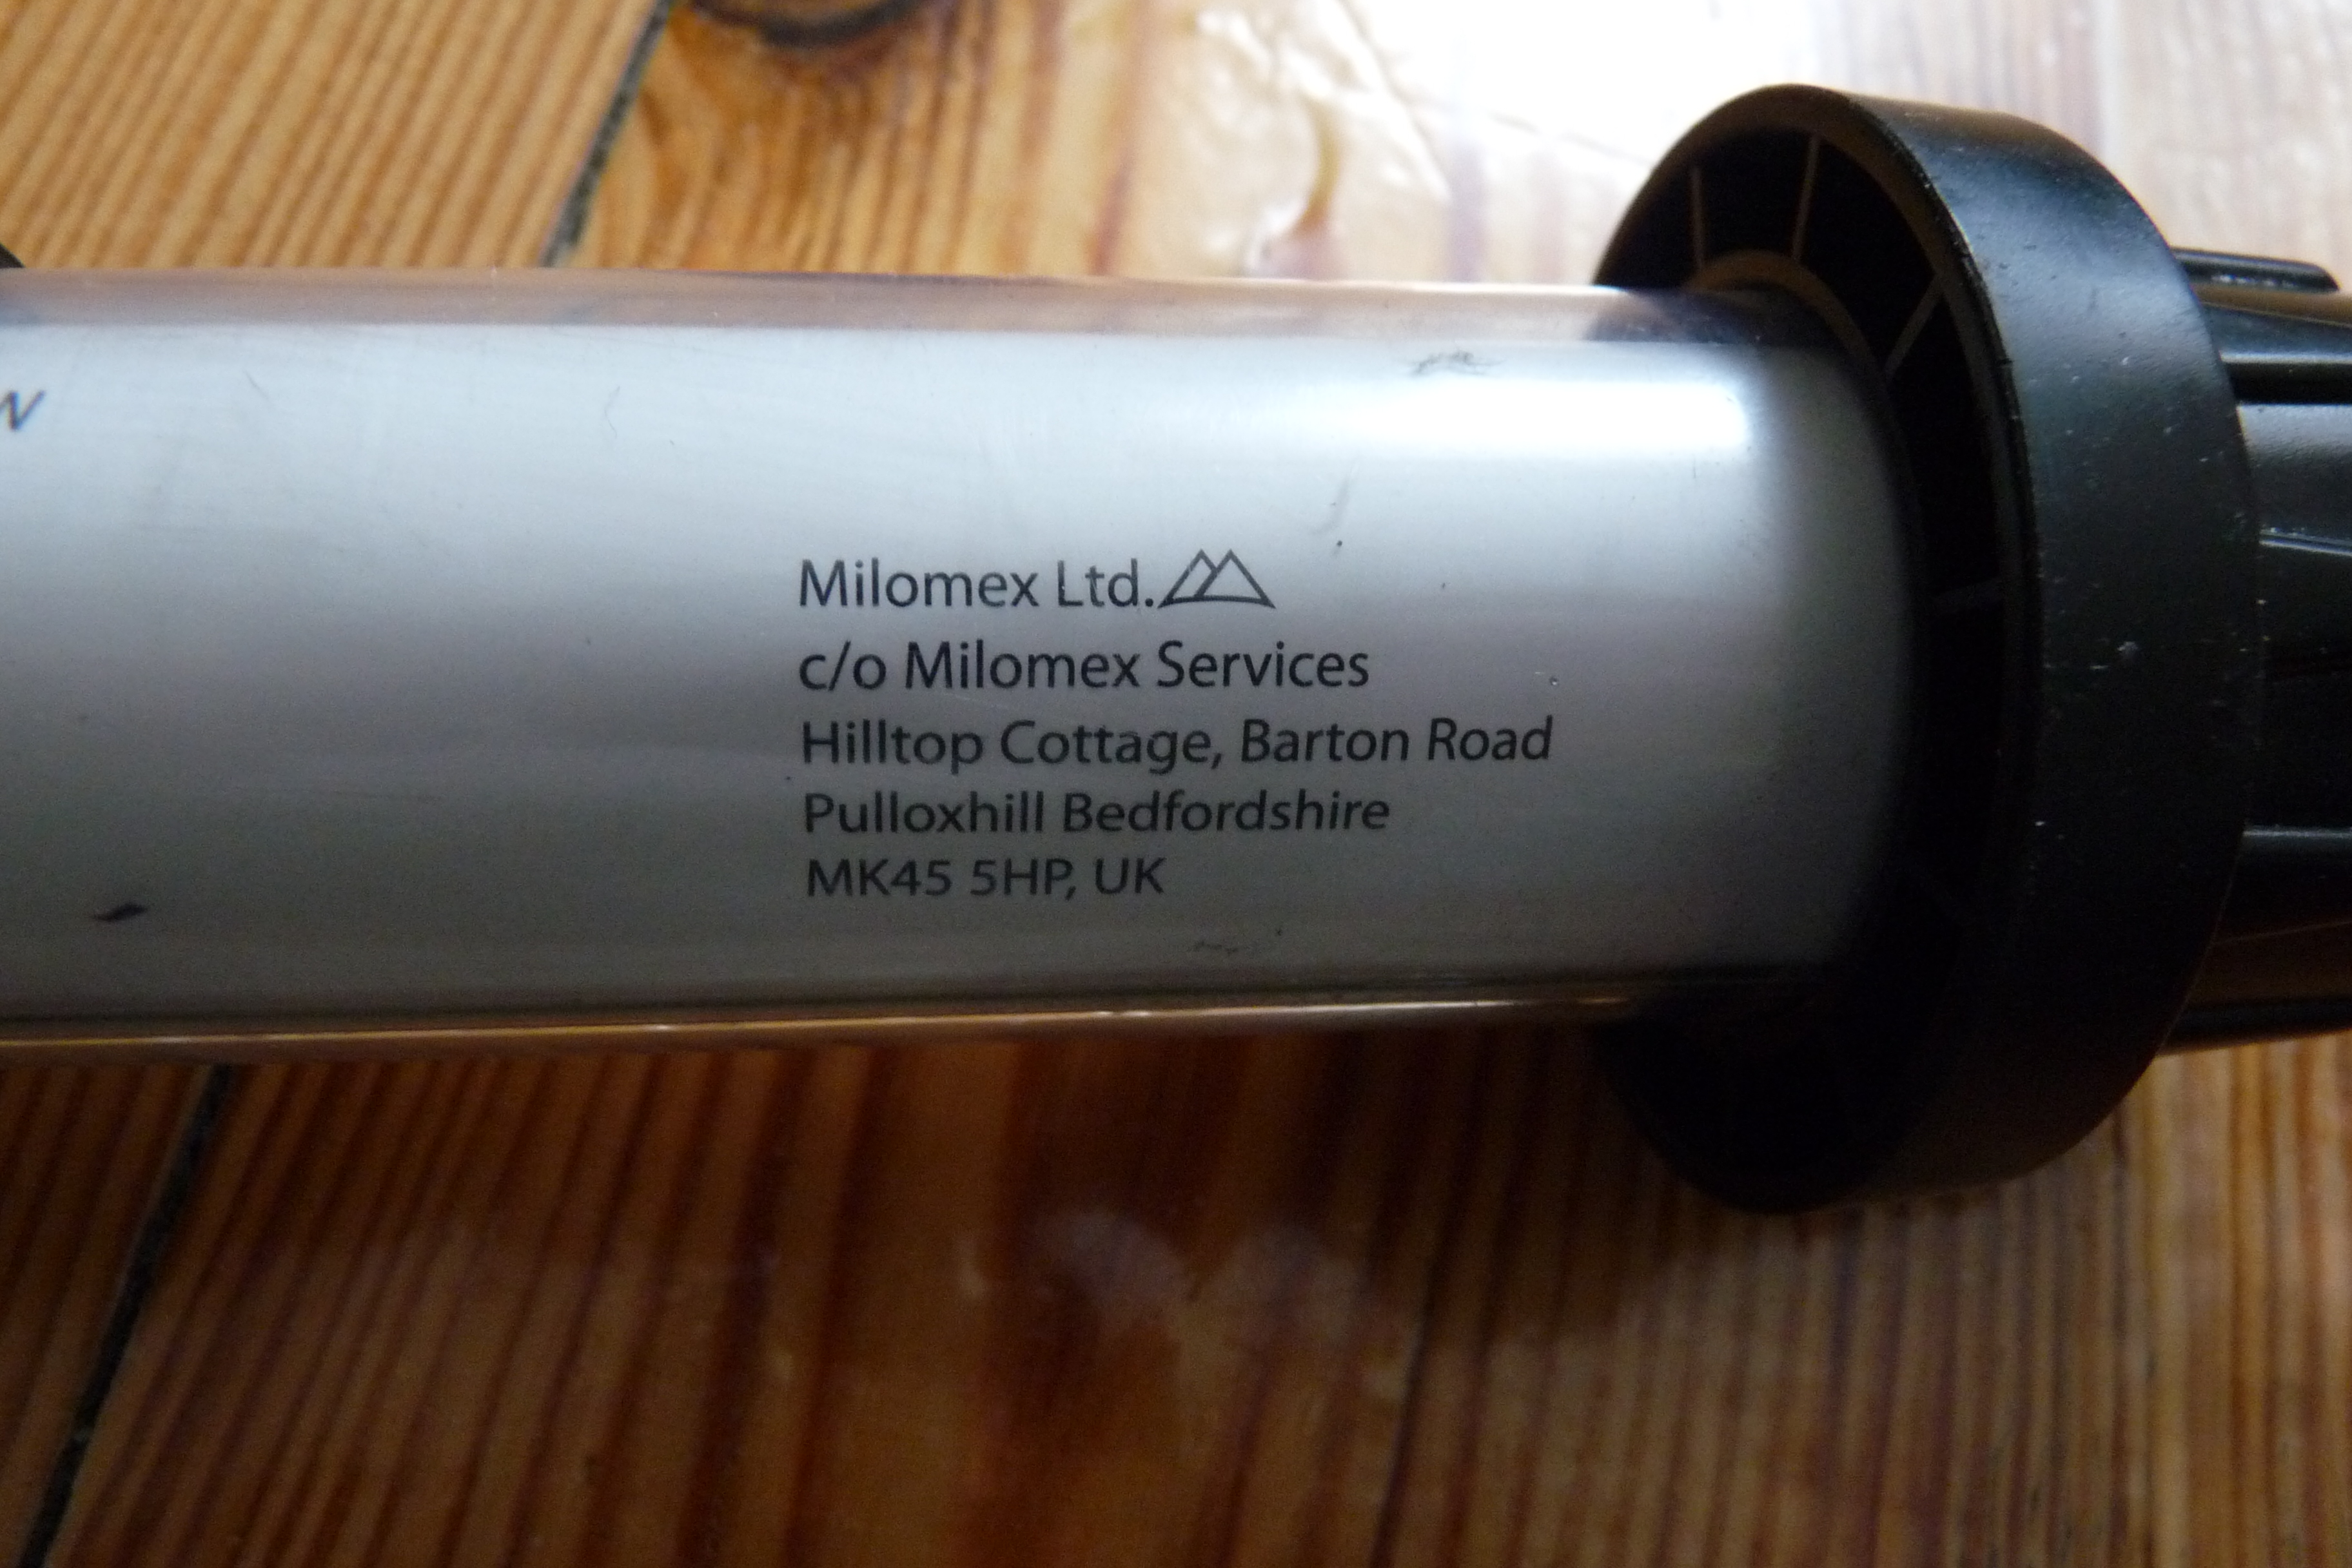 Milomex Ltd.
c/o Milomex Services
Hilltop Cottage, Barton Road
Pulloxhill Bedfordshire
MK45 5HP, UK